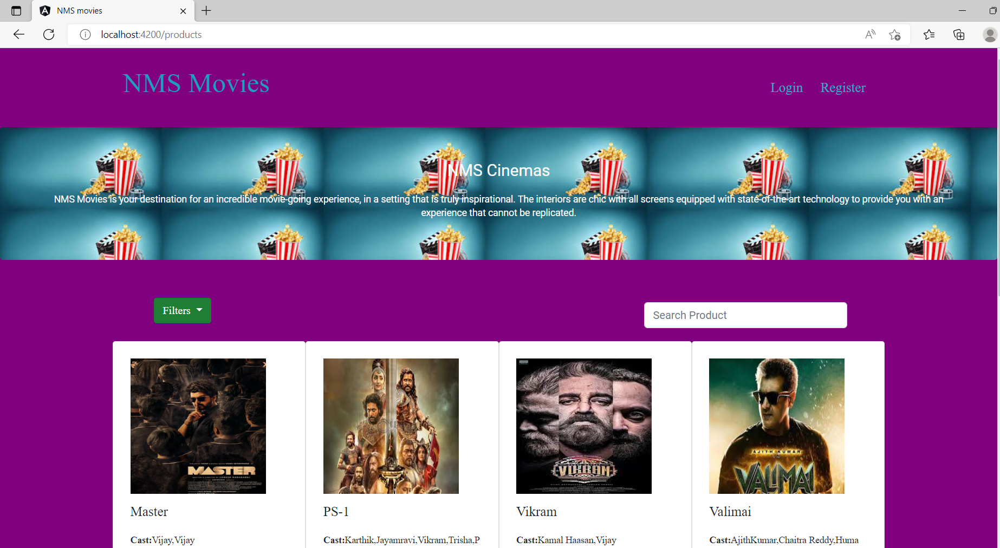 NMS movies
localhost:4200/products
NMS Movies
Login Register
NMS Cinemas
NMS Movies is your destination for an incredible movie-going experience, in a setting that is truly inspirational. The interiors are chic with all screens equipped with state-of-the-art technology to provide you with an
experience that cannot be replicated.
Filters
Search Product
MASTER
VIKRAM
AJITH KUMAR
IN
VALIMAI
Master
PS-1
Vikram
Valimai
Cast:Vijay,Vijay
Cast:Karthik,Jayamravi,Vikram,Trisha,P
Cast:Kamal Haasan,Vijay
Cast:AjithKumar,Chaitra Reddy,Huma